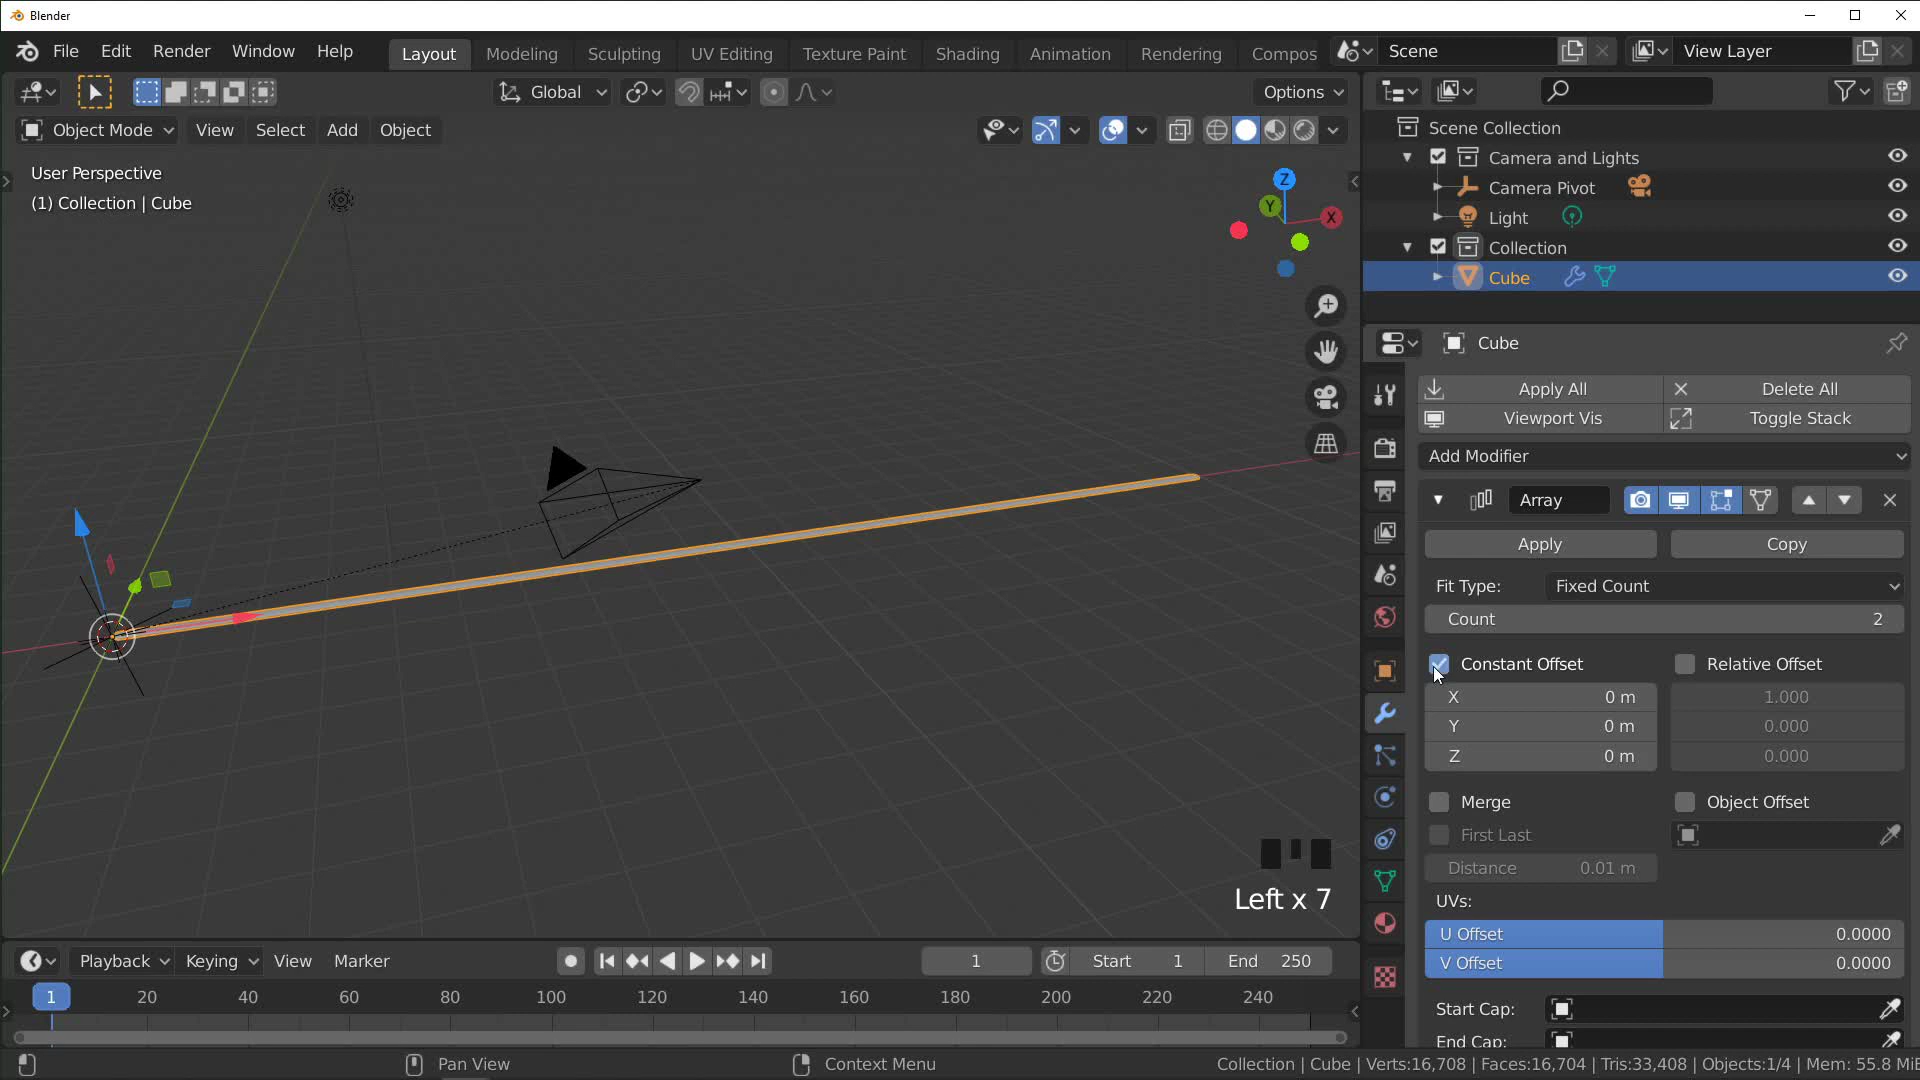 Blender
File Edit Render Window Help Layout Modeling Sculpting UV Editing Texture Paint Shading Animation Rendering Compos Scene View Layer
Global Options
Object Mode View Select Add Object
User Perspective
(1) Collection | Cube
Z
Y
X
Left x 7
Scene Collection
Camera and Lights
Camera Pivot
Light
Collection
Cube
Cube
Apply All Delete All
Viewport Vis Toggle Stack
Add Modifier
Array
Apply Copy
Fit Type: Fixed Count
Count 2
Constant Offset Relative Offset
X 0 m 1.000
Y 0 m 0.000
Z 0 m 0.000
Merge Object Offset
First Last
Distance 0.01 m
UVs:
U Offset 0.0000
V Offset 0.0000
Start Cap:
End Cap:
Playback Keying View Marker 1 Start 1 End 250
1 20 40 60 80 100 120 140 160 180 200 220 240
Pan View Context Menu Collection | Cube | Verts:16,708 | Faces:16,704 | Tris:33,408 | Objects:1/4 | Mem: 55.8 MiB